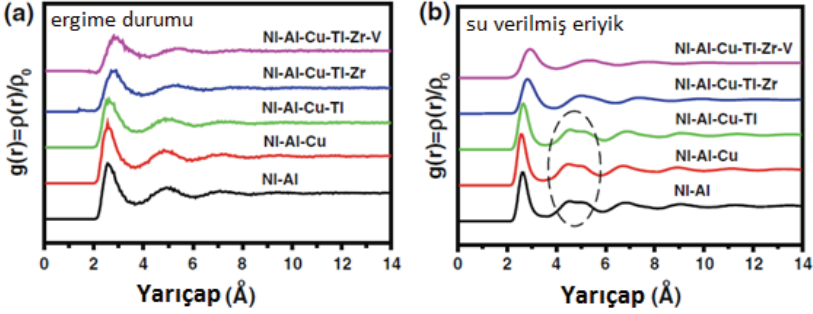 (a)
ergime durumu
NI-Al-Cu-TI-Zr-V
NI-Al-Cu-TI-Zr
NI-Al-Cu-TI
NI-Al-Cu
NI-Al
g(r)=ρ(r)/ρ₀
0 2 4 6 8 10 12 14
Yarıçap (Å)
(b)
su verilmiş eriyik
NI-Al-Cu-TI-Zr-V
NI-Al-Cu-TI-Zr
NI-Al-Cu-TI
NI-Al-Cu
NI-Al
g(r)=ρ(r)/ρ₀
0 2 4 6 8 10 12 14
Yarıçap (Å)